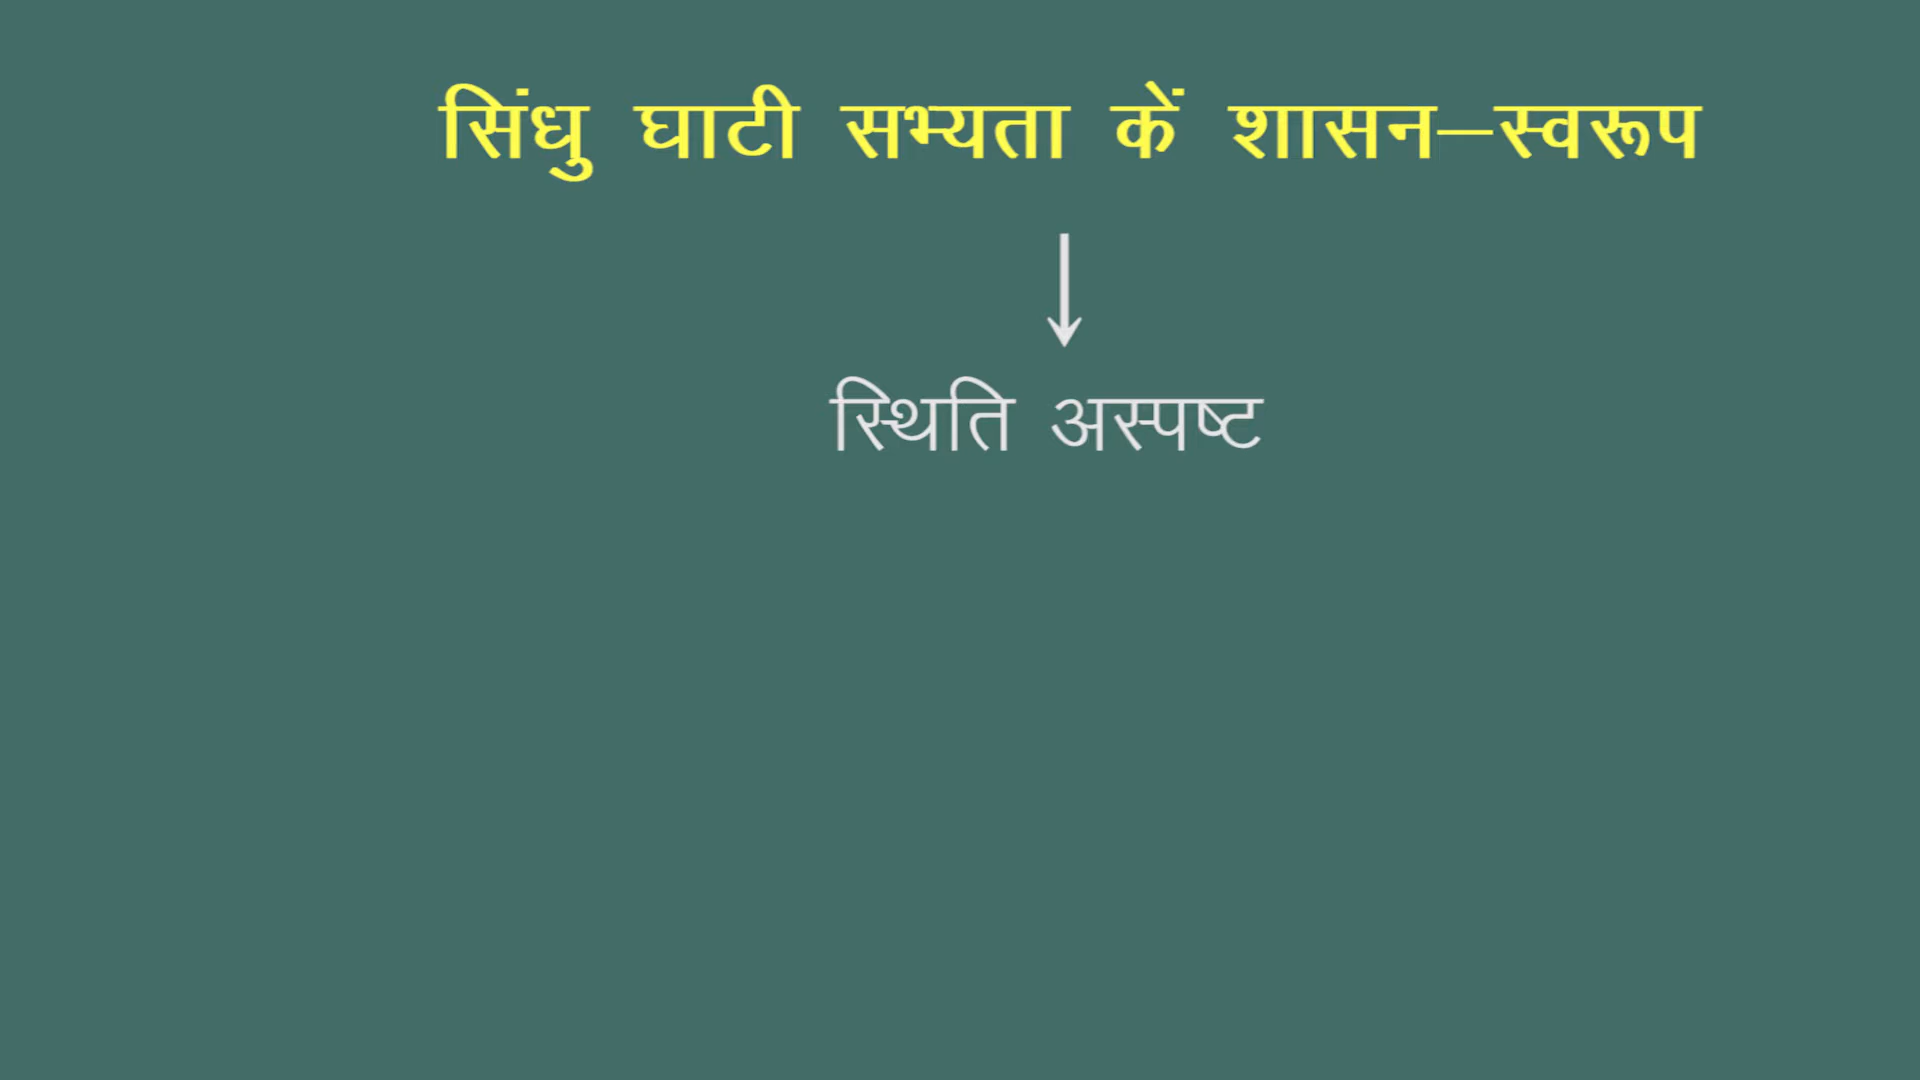 सिंधु घाटी सभ्यता कें शासन–स्वरूप
↓
स्थिति अस्पष्ट